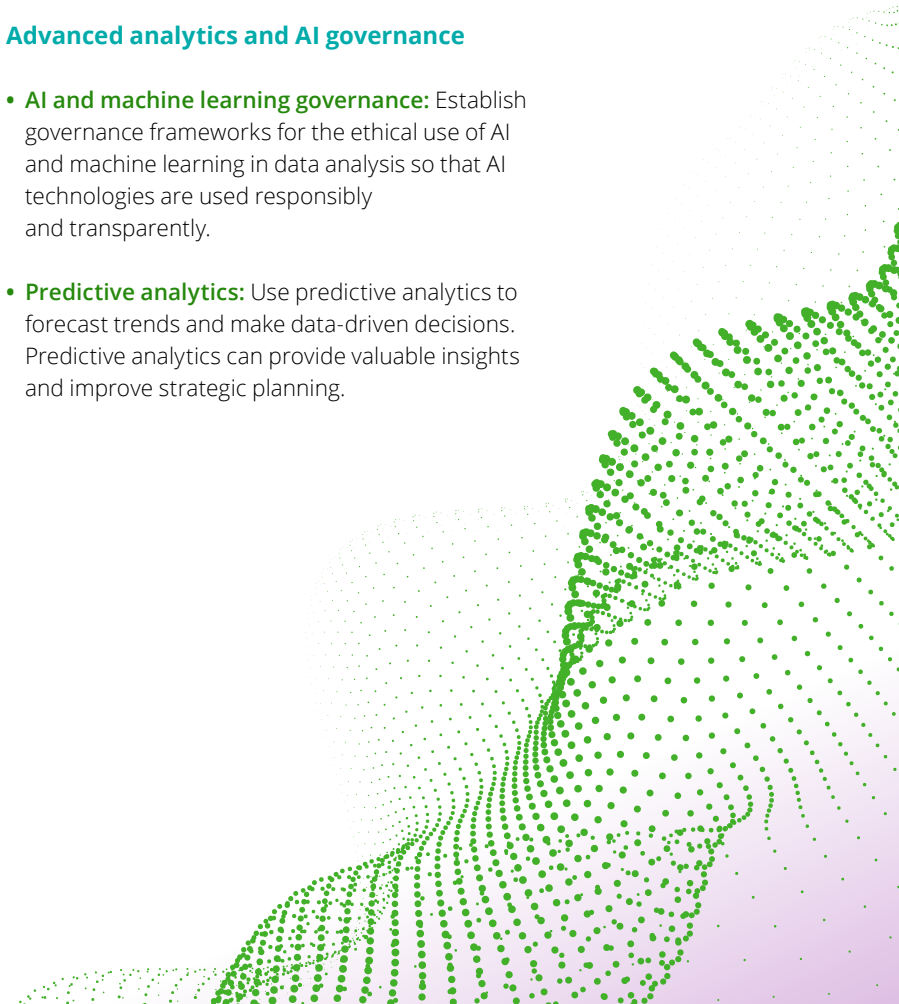 Advanced analytics and AI governance
• AI and machine learning governance: Establish
governance frameworks for the ethical use of AI
and machine learning in data analysis so that AI
technologies are used responsibly
and transparently.
• Predictive analytics: Use predictive analytics to
forecast trends and make data-driven decisions.
Predictive analytics can provide valuable insights
and improve strategic planning.